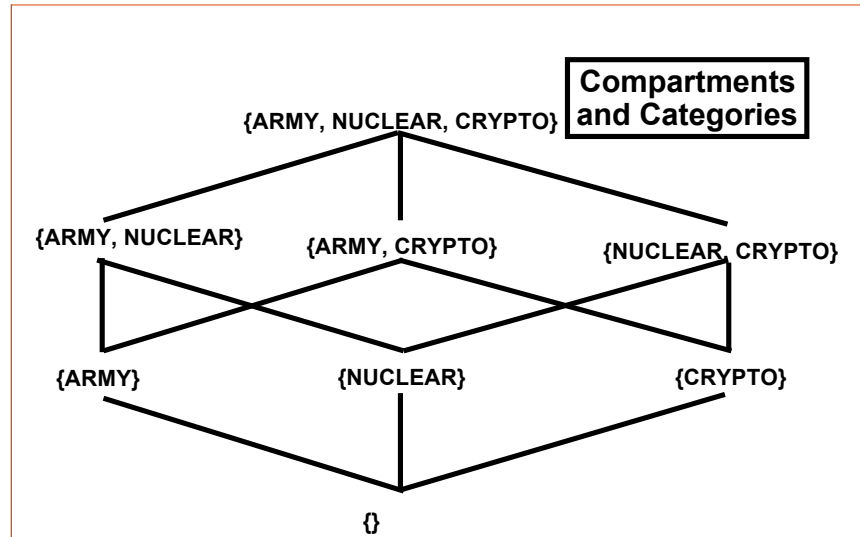 Compartments
and Categories
{ARMY, NUCLEAR, CRYPTO}
{ARMY, NUCLEAR}
{ARMY, CRYPTO}
{NUCLEAR, CRYPTO}
{ARMY}
{NUCLEAR}
{CRYPTO}
{}